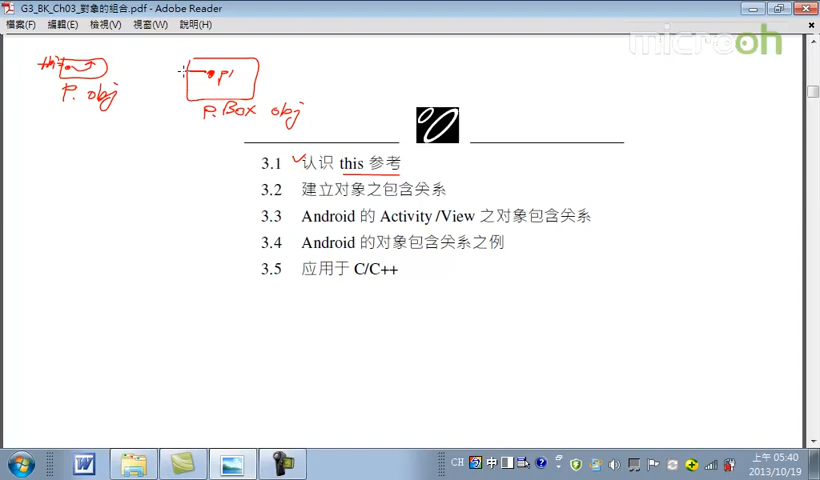 G3_BK_Ch03_對象的組合.pdf - Adobe Reader
檔案(F) 編輯(E) 檢視(V) 視窗(W) 說明(H)
microoh
this
p1
P. obj
P.Box obj
3.1 认识 this 参考
3.2 建立对象之包含关系
3.3 Android 的 Activity /View 之对象包含关系
3.4 Android 的对象包含关系之例
3.5 应用于 C/C++
CH 中
上午 05:40
2013/10/19